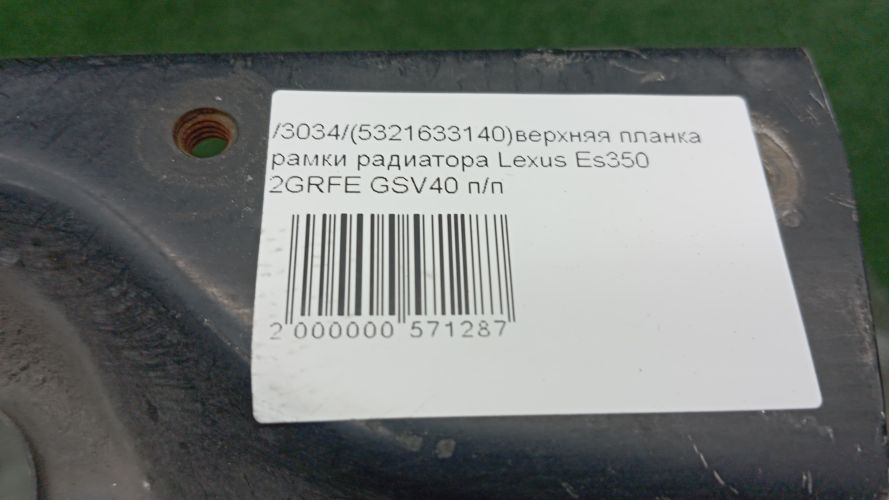 /3034/(5321633140)верхняя планка
рамки радиатора Lexus Es350
2GRFE GSV40 п/п
2 000000 571287